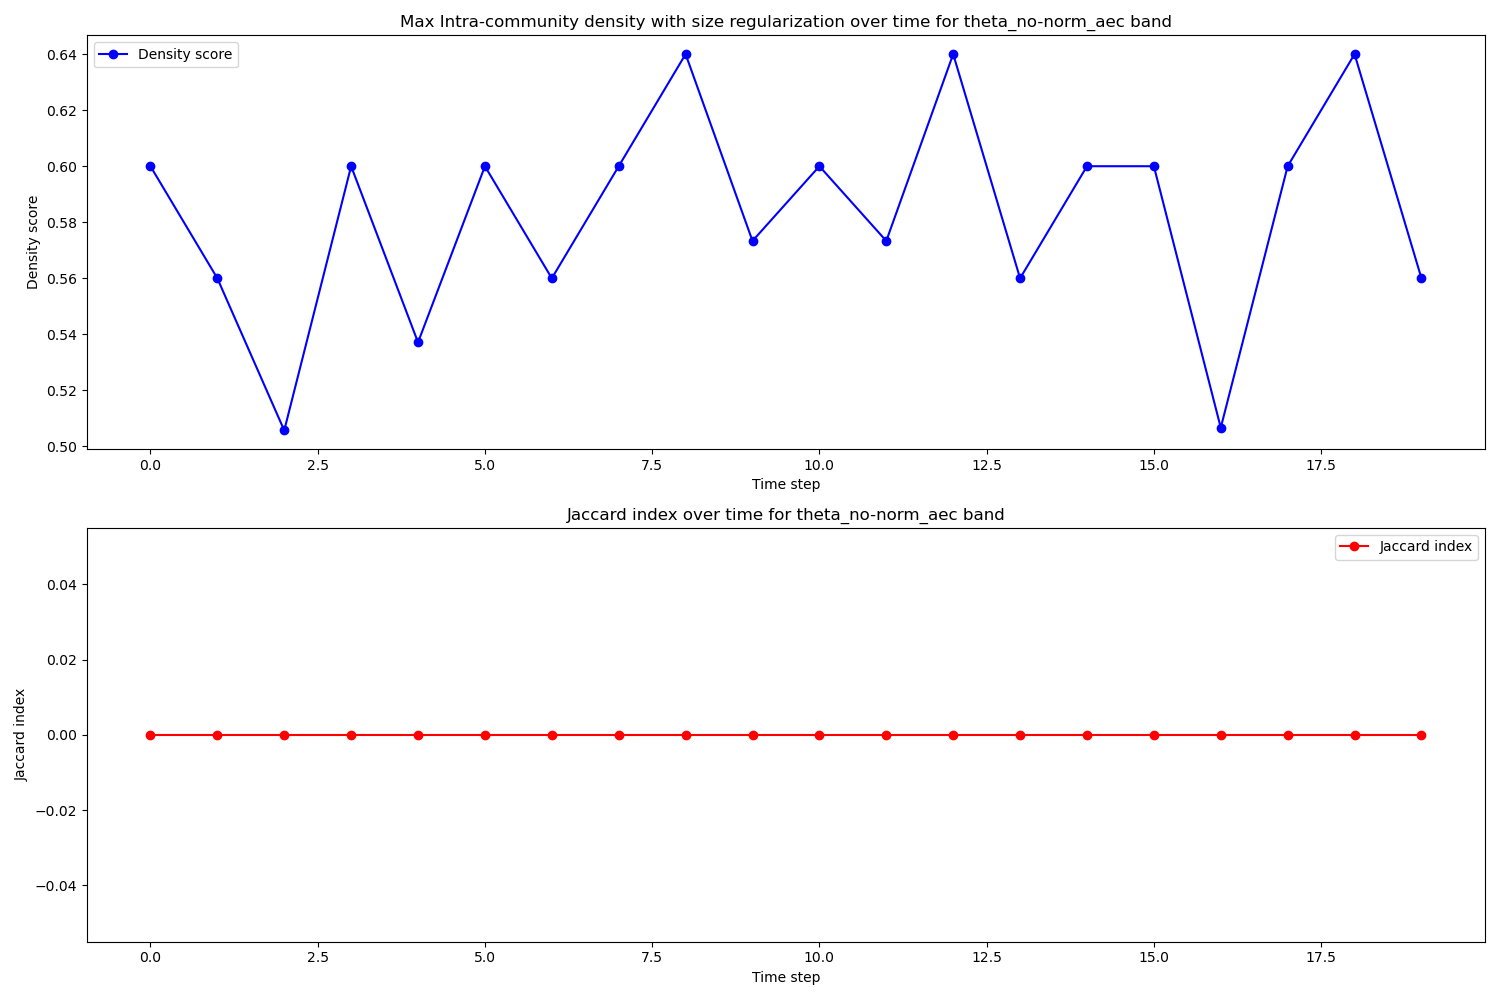 Max Intra-community density with size regularization over time for theta_no-norm_aec band
Density score
Density score
0.64
0.62
0.60
0.58
0.56
0.54
0.52
0.50
0.0 2.5 5.0 7.5 10.0 12.5 15.0 17.5
Time step
Jaccard index over time for theta_no-norm_aec band
Jaccard index
Jaccard index
0.04
0.02
0.00
−0.02
−0.04
0.0 2.5 5.0 7.5 10.0 12.5 15.0 17.5
Time step